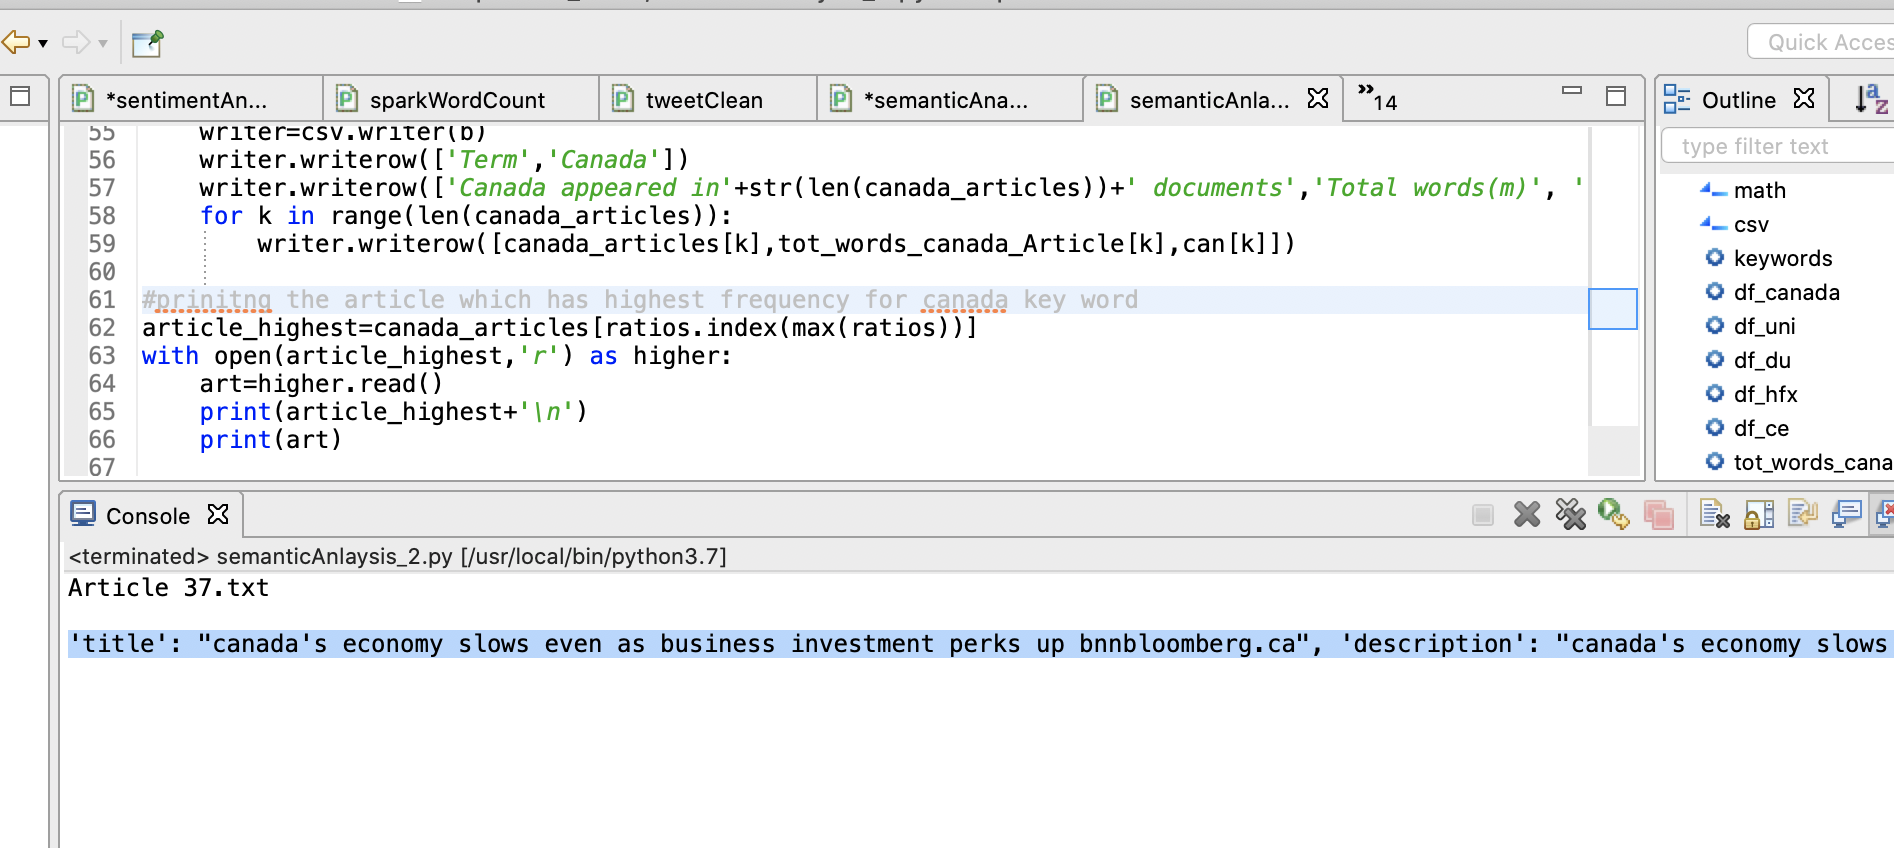 Quick Acces
*sentimentAn...
sparkWordCount
tweetClean
*semanticAna...
semanticAnla...
»14
Outline
type filter text
55 writer=csv.writer(b)
56 writer.writerow(['Term','Canada'])
57 writer.writerow(['Canada appeared in'+str(len(canada_articles))+' documents','Total words(m)', '
58 for k in range(len(canada_articles)):
59 writer.writerow([canada_articles[k],tot_words_canada_Article[k],can[k]])
60
61 #prinitng the article which has highest frequency for canada key word
62 article_highest=canada_articles[ratios.index(max(ratios))]
63 with open(article_highest,'r') as higher:
64 art=higher.read()
65 print(article_highest+'\n')
66 print(art)
67
math
csv
keywords
df_canada
df_uni
df_du
df_hfx
df_ce
tot_words_cana
Console
<terminated> semanticAnlaysis_2.py [/usr/local/bin/python3.7]
Article 37.txt
'title': "canada's economy slows even as business investment perks up bnnbloomberg.ca", 'description': "canada's economy slows